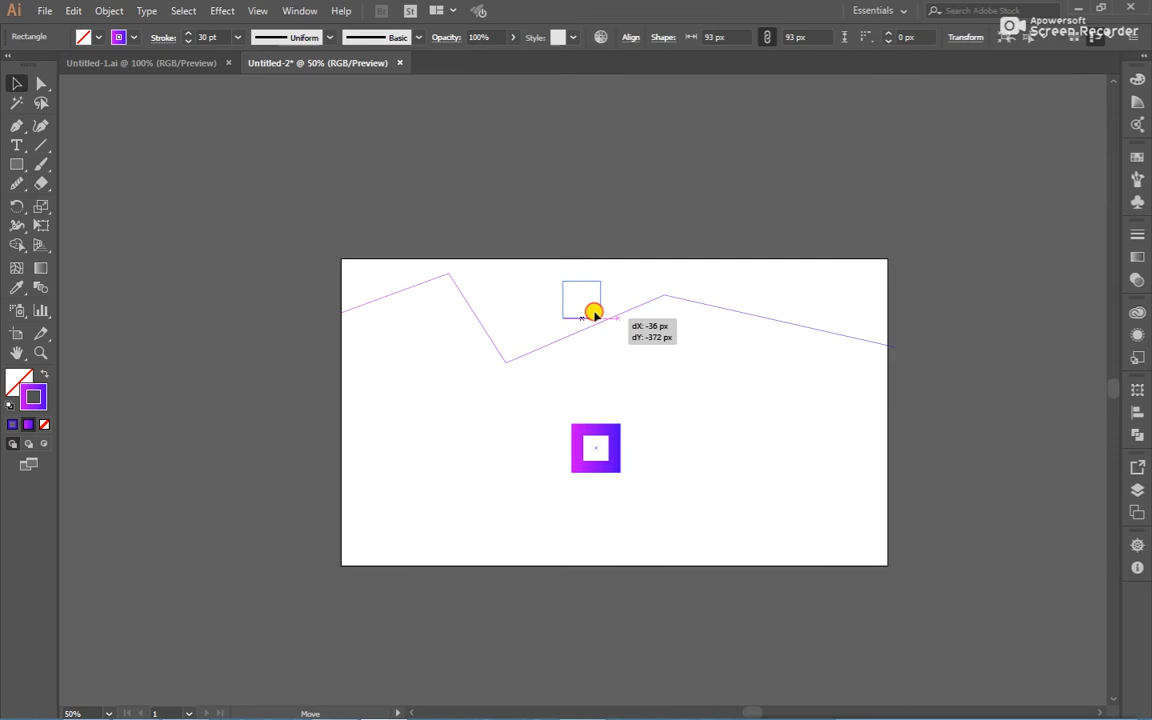 Ai File Edit Object Type Select Effect View Window Help Br St Essentials Search Adobe Stock
Apowersoft
Screen Recorder
Rectangle Stroke: 30 pt Uniform Basic Opacity: 100% Style: Align Shape: 93 px 93 px 0 px Transform
Untitled-1.ai @ 100% (RGB/Preview) × Untitled-2* @ 50% (RGB/Preview) ×
dX: -36 px
dY: -372 px
50% 1 Move